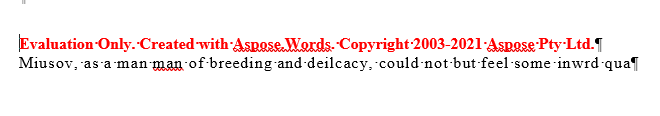 Evaluation Only. Created with Aspose.Words. Copyright 2003-2021 Aspose Pty Ltd.¶
Miusov, as a man man of breeding and deilcacy, could not but feel some inwrd qua¶